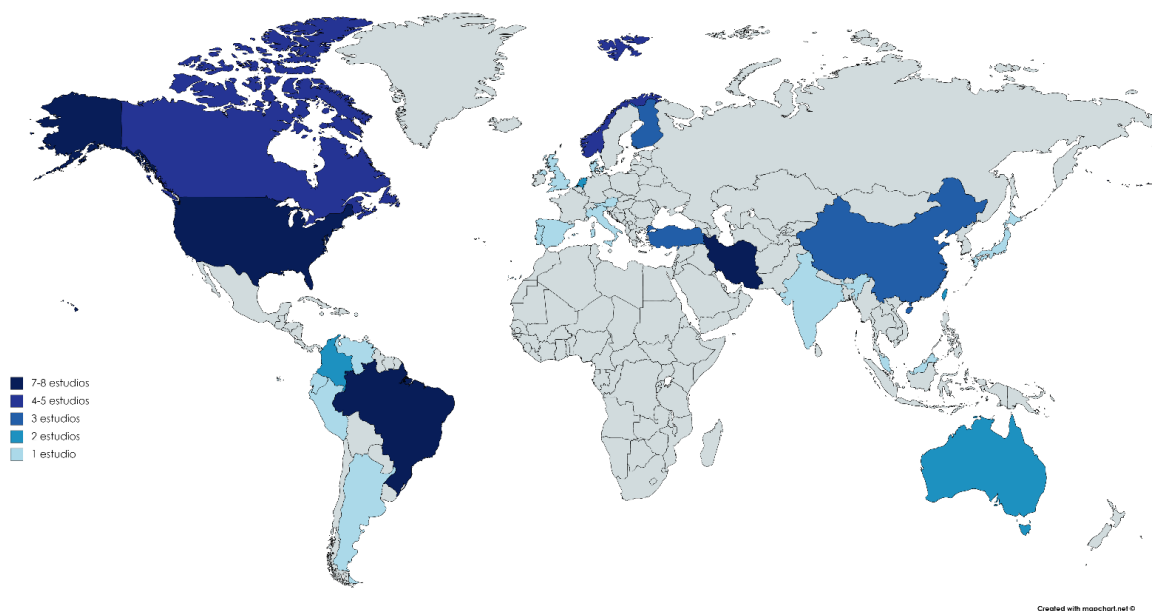 7-8 estudios
4-5 estudios
3 estudios
2 estudios
1 estudio
Created with mapchart.net ©